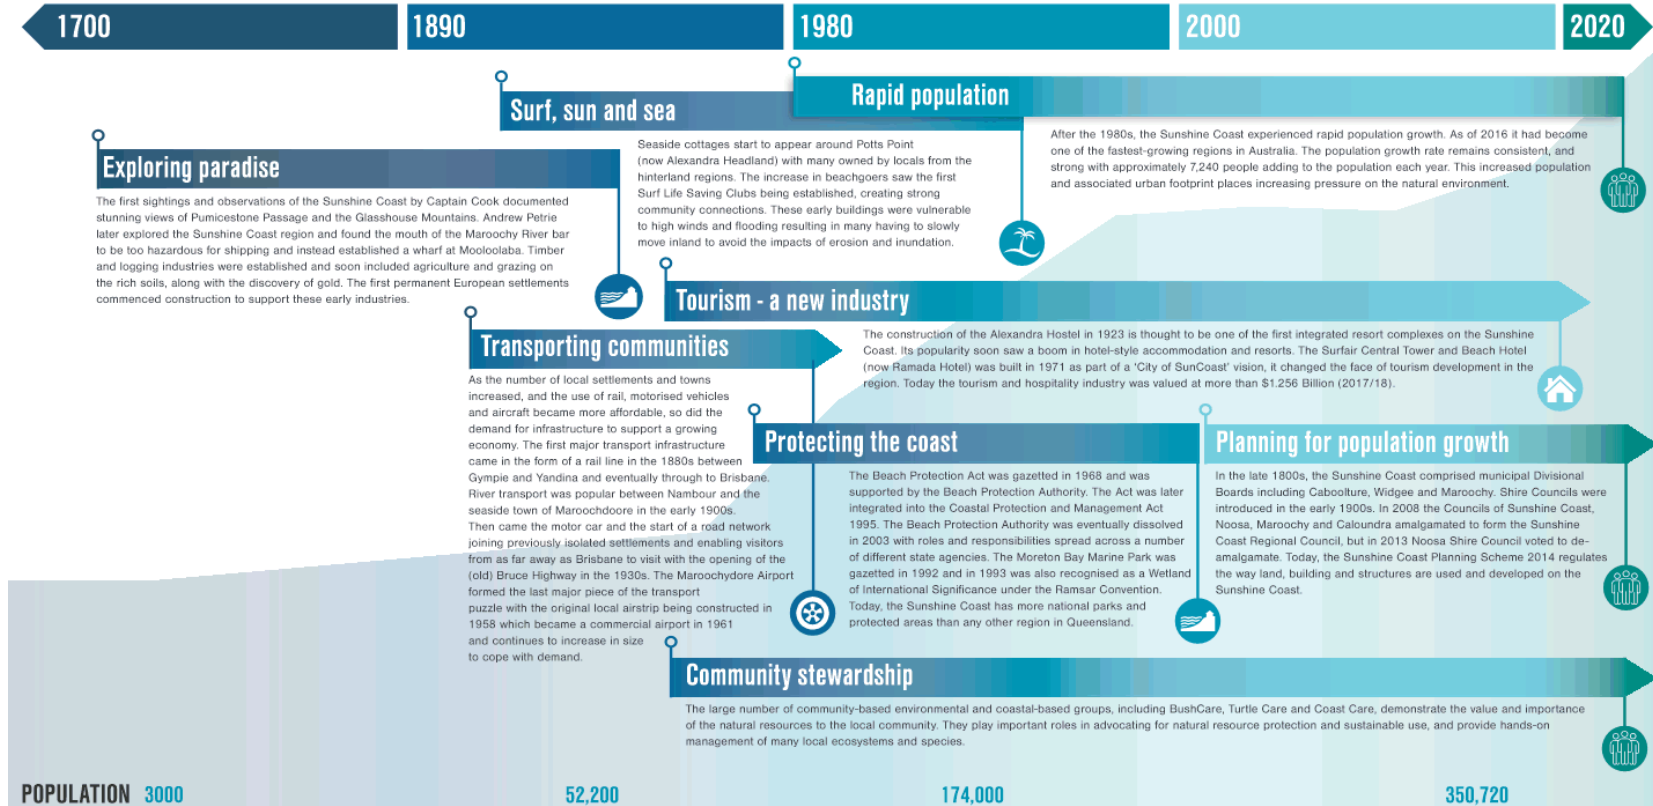 1700
1890
1980
2000
2020
Rapid population
After the 1980s, the Sunshine Coast experienced rapid population growth. As of 2016 it had become
one of the fastest-growing regions in Australia. The population growth rate remains consistent, and
strong with approximately 7,240 people adding to the population each year. This increased population
and associated urban footprint places increasing pressure on the natural environment.
Surf, sun and sea
Seaside cottages start to appear around Potts Point
(now Alexandra Headland) with many owned by locals from the
hinterland regions. The increase in beachgoers saw the first
Surf Life Saving Clubs being established, creating strong
community connections. These early buildings were vulnerable
to high winds and flooding resulting in many having to slowly
move inland to avoid the impacts of erosion and inundation.
Exploring paradise
The first sightings and observations of the Sunshine Coast by Captain Cook documented
stunning views of Pumicestone Passage and the Glasshouse Mountains. Andrew Petrie
later explored the Sunshine Coast region and found the mouth of the Maroochy River bar
to be too hazardous for shipping and instead established a wharf at Mooloolaba. Timber
and logging industries were established and soon included agriculture and grazing on
the rich soils, along with the discovery of gold. The first permanent European settlements
commenced construction to support these early industries.
Tourism - a new industry
The construction of the Alexandra Hostel in 1923 is thought to be one of the first integrated resort complexes on the Sunshine
Coast. Its popularity soon saw a boom in hotel-style accommodation and resorts. The Surfair Central Tower and Beach Hotel
(now Ramada Hotel) was built in 1971 as part of a 'City of SunCoast' vision, it changed the face of tourism development in the
region. Today the tourism and hospitality industry was valued at more than $1.256 Billion (2017/18).
Transporting communities
As the number of local settlements and towns
increased, and the use of rail, motorised vehicles
and aircraft became more affordable, so did the
demand for infrastructure to support a growing
economy. The first major transport infrastructure
came in the form of a rail line in the 1880s between
Gympie and Yandina and eventually through to Brisbane.
River transport was popular between Nambour and the
seaside town of Maroochdoore in the early 1900s.
Then came the motor car and the start of a road network
joining previously isolated settlements and enabling visitors
from as far away as Brisbane to visit with the opening of the
(old) Bruce Highway in the 1930s. The Maroochydore Airport
formed the last major piece of the transport
puzzle with the original local airstrip being constructed in
1958 which became a commercial airport in 1961
and continues to increase in size
to cope with demand.
Protecting the coast
The Beach Protection Act was gazetted in 1968 and was
supported by the Beach Protection Authority. The Act was later
integrated into the Coastal Protection and Management Act
1995. The Beach Protection Authority was eventually dissolved
in 2003 with roles and responsibilities spread across a number
of different state agencies. The Moreton Bay Marine Park was
gazetted in 1992 and in 1993 was also recognised as a Wetland
of International Significance under the Ramsar Convention.
Today, the Sunshine Coast has more national parks and
protected areas than any other region in Queensland.
Planning for population growth
In the late 1800s, the Sunshine Coast comprised municipal Divisional
Boards including Caboolture, Widgee and Maroochy. Shire Councils were
introduced in the early 1900s. In 2008 the Councils of Sunshine Coast,
Noosa, Maroochy and Caloundra amalgamated to form the Sunshine
Coast Regional Council, but in 2013 Noosa Shire Council voted to de-
amalgamate. Today, the Sunshine Coast Planning Scheme 2014 regulates
the way land, building and structures are used and developed on the
Sunshine Coast.
Community stewardship
The large number of community-based environmental and coastal-based groups, including BushCare, Turtle Care and Coast Care, demonstrate the value and importance
of the natural resources to the local community. They play important roles in advocating for natural resource protection and sustainable use, and provide hands-on
management of many local ecosystems and species.
POPULATION 3000
52,200
174,000
350,720